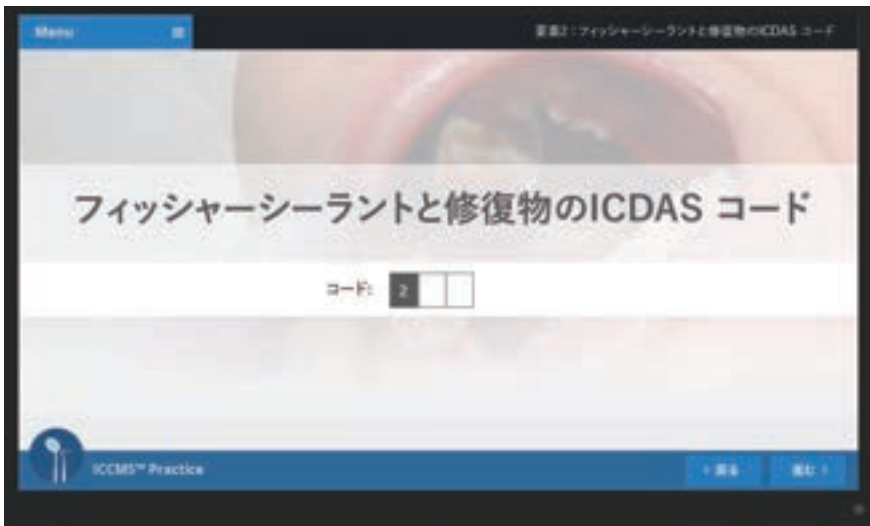 Menu
要素2：フィッシャーシーラントと修復物のICDAS コード
フィッシャーシーラントと修復物のICDAS コード
コード: 2
ICCMS™ Practice
‹ 戻る
進む ›